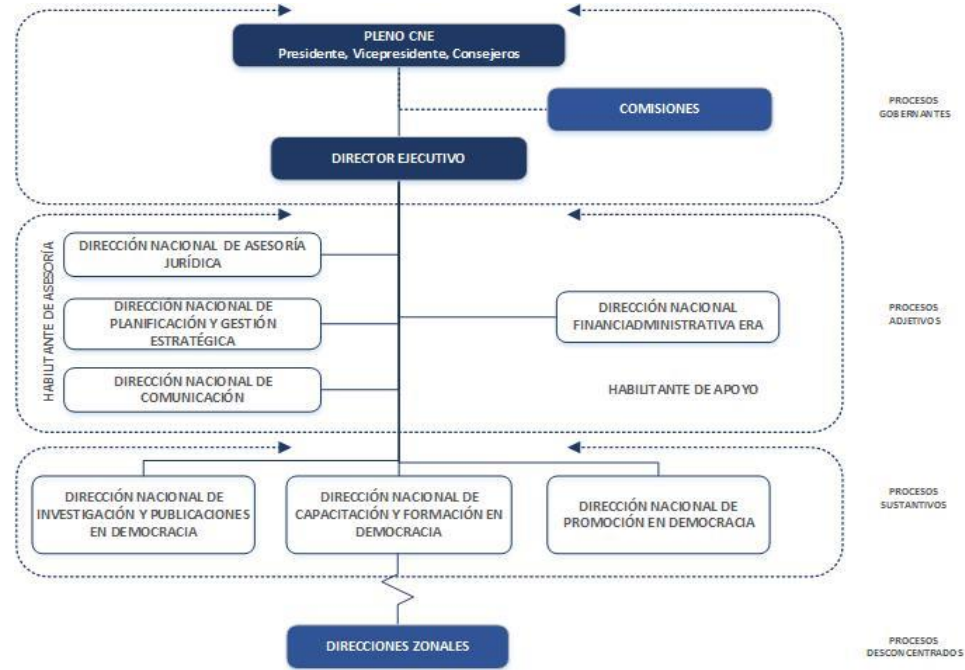 PLENO CNE
Presidente, Vicepresidente, Consejeros
COMISIONES
PROCESOS
GOBERNANTES
DIRECTOR EJECUTIVO
HABILITANTE DE ASESORÍA
DIRECCIÓN NACIONAL DE ASESORÍA
JURÍDICA
DIRECCIÓN NACIONAL DE
PLANIFICACIÓN Y GESTIÓN
ESTRATÉGICA
DIRECCIÓN NACIONAL DE
COMUNICACIÓN
DIRECCIÓN NACIONAL
FINANCIADMINISTRATIVA ERA
HABILITANTE DE APOYO
PROCESOS
ADJETIVOS
DIRECCIÓN NACIONAL DE
INVESTIGACIÓN Y PUBLICACIONES
EN DEMOCRACIA
DIRECCIÓN NACIONAL DE
CAPACITACIÓN Y FORMACIÓN EN
DEMOCRACIA
DIRECCIÓN NACIONAL DE
PROMOCIÓN EN DEMOCRACIA
PROCESOS
SUSTANTIVOS
DIRECCIONES ZONALES
PROCESOS
DESCONCENTRADOS